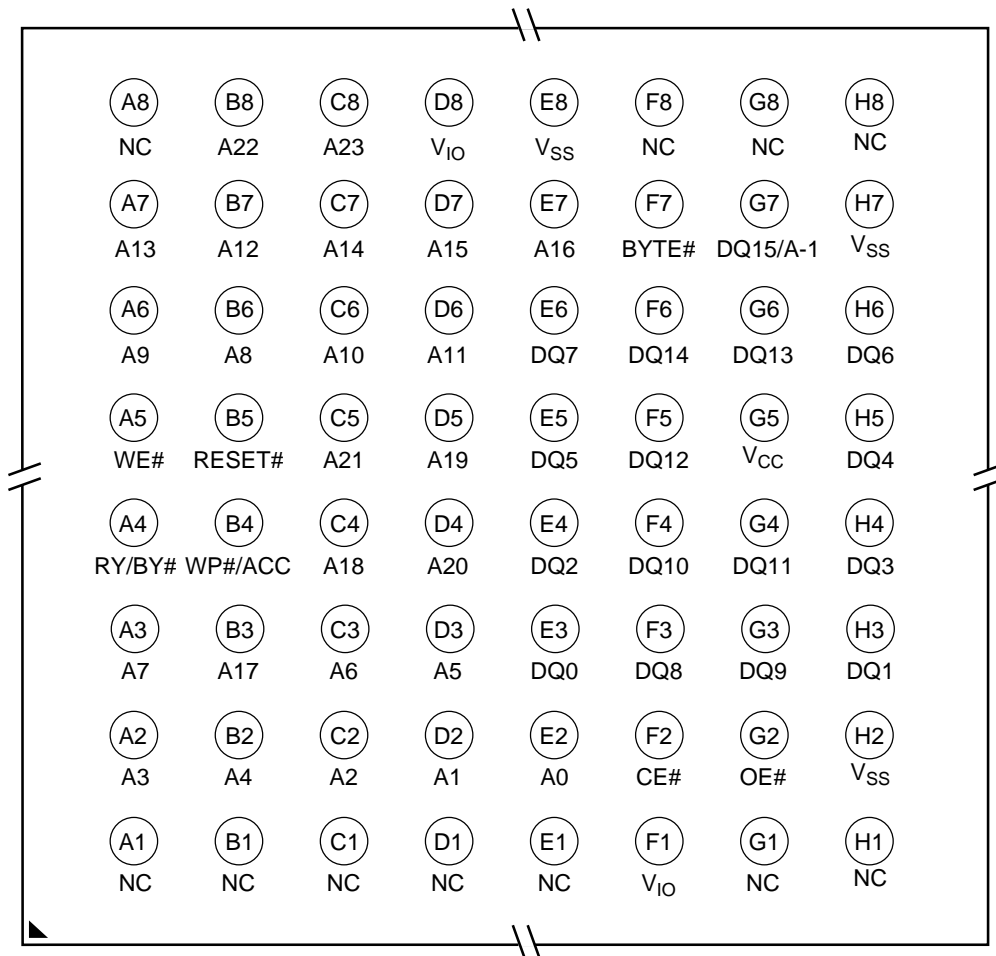 A8 B8 C8 D8 E8 F8 G8 H8
NC A22 A23 VIO VSS NC NC NC
A7 B7 C7 D7 E7 F7 G7 H7
A13 A12 A14 A15 A16 BYTE# DQ15/A-1 VSS
A6 B6 C6 D6 E6 F6 G6 H6
A9 A8 A10 A11 DQ7 DQ14 DQ13 DQ6
A5 B5 C5 D5 E5 F5 G5 H5
WE# RESET# A21 A19 DQ5 DQ12 VCC DQ4
A4 B4 C4 D4 E4 F4 G4 H4
RY/BY# WP#/ACC A18 A20 DQ2 DQ10 DQ11 DQ3
A3 B3 C3 D3 E3 F3 G3 H3
A7 A17 A6 A5 DQ0 DQ8 DQ9 DQ1
A2 B2 C2 D2 E2 F2 G2 H2
A3 A4 A2 A1 A0 CE# OE# VSS
A1 B1 C1 D1 E1 F1 G1 H1
NC NC NC NC NC VIO NC NC